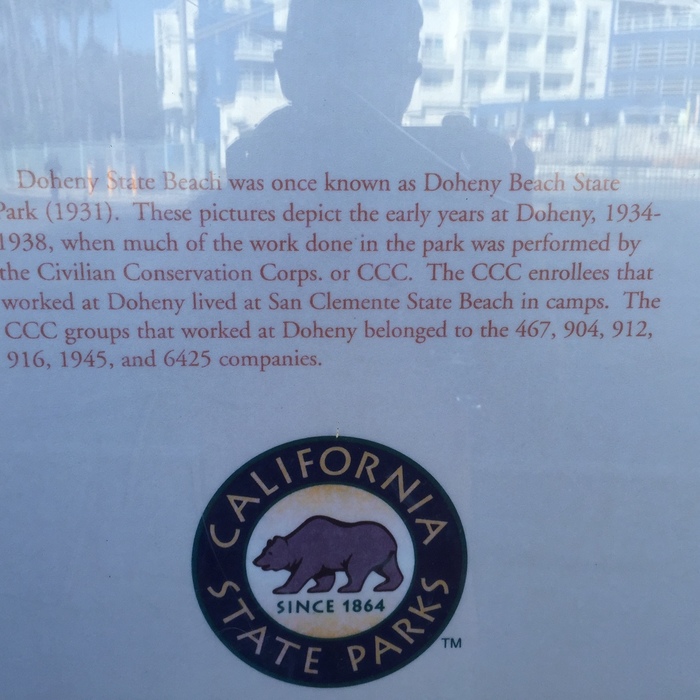 Doheny State Beach was once known as Doheny Beach State
Park (1931). These pictures depict the early years at Doheny, 1934-
1938, when much of the work done in the park was performed by
the Civilian Conservation Corps. or CCC. The CCC enrollees that
worked at Doheny lived at San Clemente State Beach in camps. The
CCC groups that worked at Doheny belonged to the 467, 904, 912,
916, 1945, and 6425 companies.
CALIFORNIA
SINCE 1864
STATE PARKS
TM